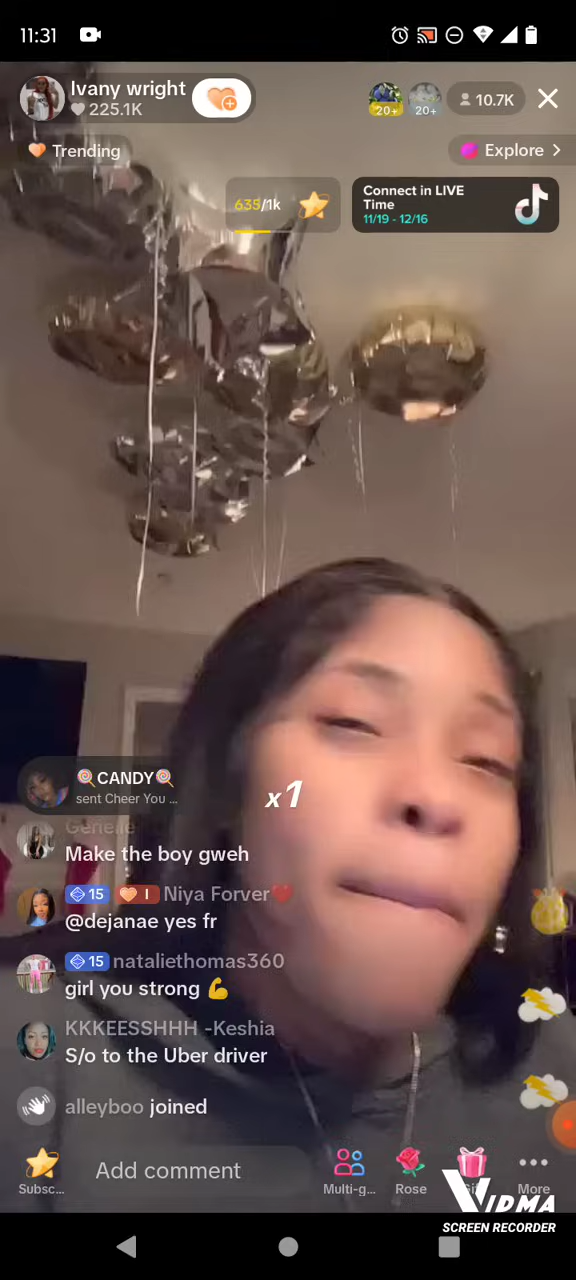 11:31
Ivany wright
225.1K
20+
20+
10.7K
Trending
Explore
635/1k
Connect in LIVE
Time
11/19 - 12/16
🍭CANDY🍭
sent Cheer You ...
x1
Gerielle
Make the boy gweh
15 I Niya Forver❤️
@dejanae yes fr
15 nataliethomas360
girl you strong 💪
KKKEESSHHH -Keshia
S/o to the Uber driver
alleyboo joined
Add comment
Subsc...
Multi-g...
Rose
More
VIDMA
SCREEN RECORDER